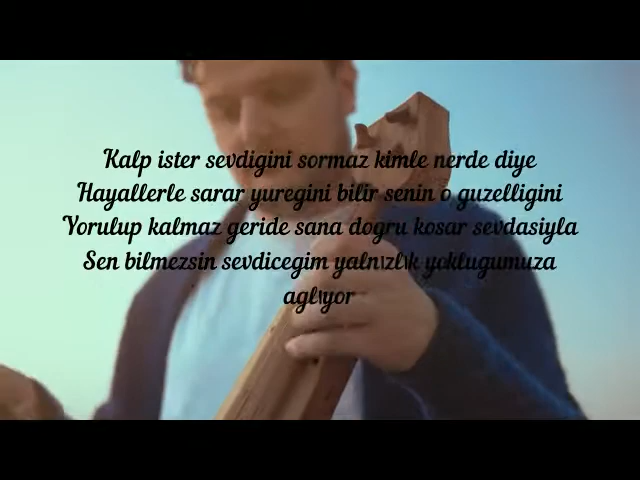 Kalp ister sevdigini sormaz kimle nerde diye
Hayallerle sarar yuregini bilir senin o guzelligini
Yorulup kalmaz geride sana dogru kosar sevdasiyla
Sen bilmezsin sevdicegim yalnızlık yoklugumuza
aglıyor